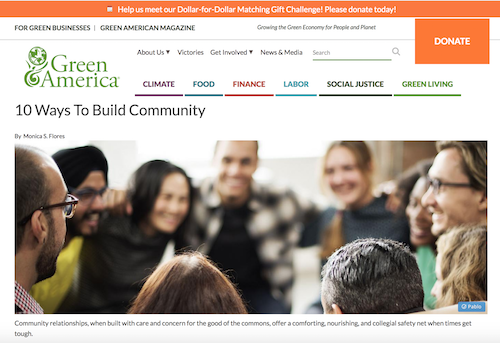 Help us meet our Dollar-for-Dollar Matching Gift Challenge! Please donate today!
FOR GREEN BUSINESSES | GREEN AMERICAN MAGAZINE
Growing the Green Economy for People and Planet
DONATE
Green America
About Us ▼ Victories Get Involved ▼ News & Media Search
CLIMATE FOOD FINANCE LABOR SOCIAL JUSTICE GREEN LIVING
10 Ways To Build Community
By Monica S. Flores
Pablo
Community relationships, when built with care and concern for the good of the commons, offer a comforting, nourishing, and collegial safety net when times get
tough.